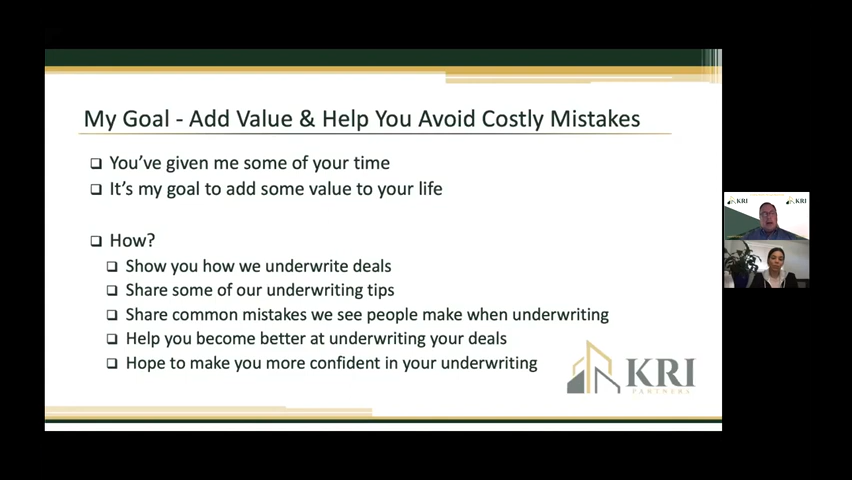 My Goal - Add Value & Help You Avoid Costly Mistakes
You've given me some of your time
It's my goal to add some value to your life
How?
Show you how we underwrite deals
Share some of our underwriting tips
Share common mistakes we see people make when underwriting
Help you become better at underwriting your deals
Hope to make you more confident in your underwriting
KRI
PARTNERS
KRI
KRI